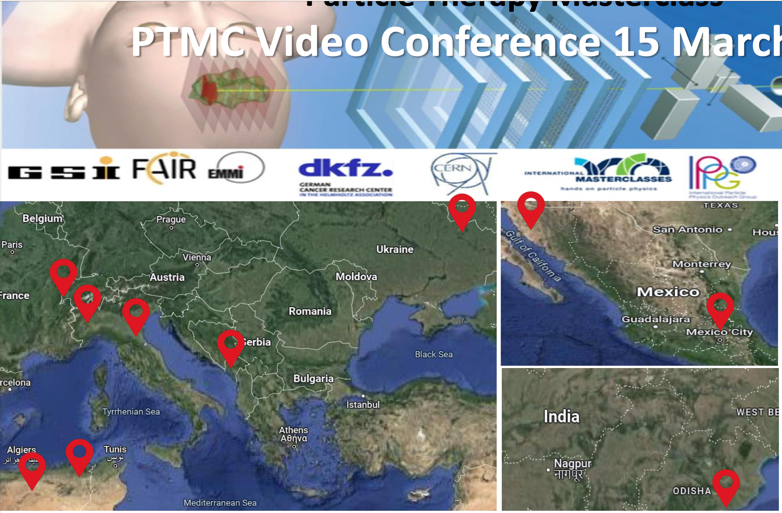 Particle Therapy Masterclass
PTMC Video Conference 15 March
GSI FAIR EMMI
dkfz.
GERMAN
CANCER RESEARCH CENTER
IN THE HELMHOLTZ ASSOCIATION
CERN
INTERNATIONAL
MASTERCLASSES
hands on particle physics
IPPOG
International Particle
Physics Outreach Group
Belgium
Prague
Paris
Vienna
Ukraine
Austria
Moldova
France
Romania
Serbia
Black Sea
rcelona
Bulgaria
Tyrrhenian Sea
Istanbul
Athens
Αθήνα
Algiers
Tunis
تونس
Mediterranean Sea
TEXAS
San Antonio
Hous
Gulf of California
Monterrey
Mexico
Guadalajara
Mexico City
India
WEST BE
Nagpur
नागपूर
ODISHA